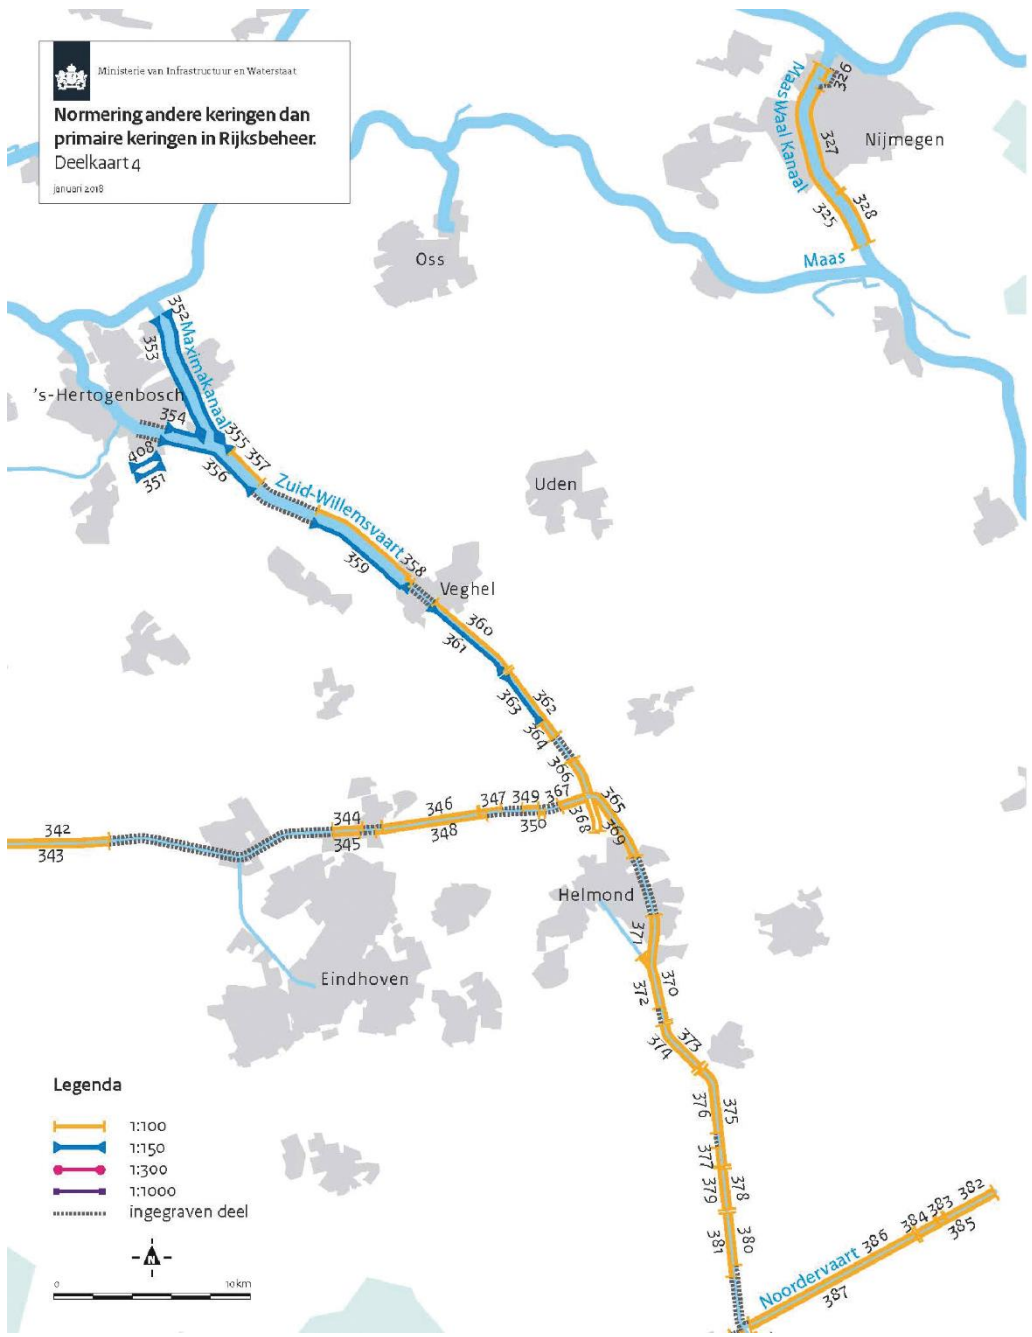 Ministerie van Infrastructuur en Waterstaat
Normering andere keringen dan
primaire keringen in Rijksbeheer.
Deelkaart 4
januari 2018
326
MaasWaal Kanaal
Nijmegen
327
328
325
Maas
Oss
352
353
Maximakanaal
's-Hertogenbosch
354
355
408
351
356
357
Zuid-Willemsvaart
Uden
358
359
Veghel
360
361
362
363
364
366
365
367
368
369
349
347
350
346
348
344
345
342
343
Helmond
371
370
372
Eindhoven
373
374
375
376
377
378
379
380
381
382
383
384
385
386
Noordervaart
387
Legenda
1:100
1:150
1:300
1:1000
ingegraven deel
N
0
10 km